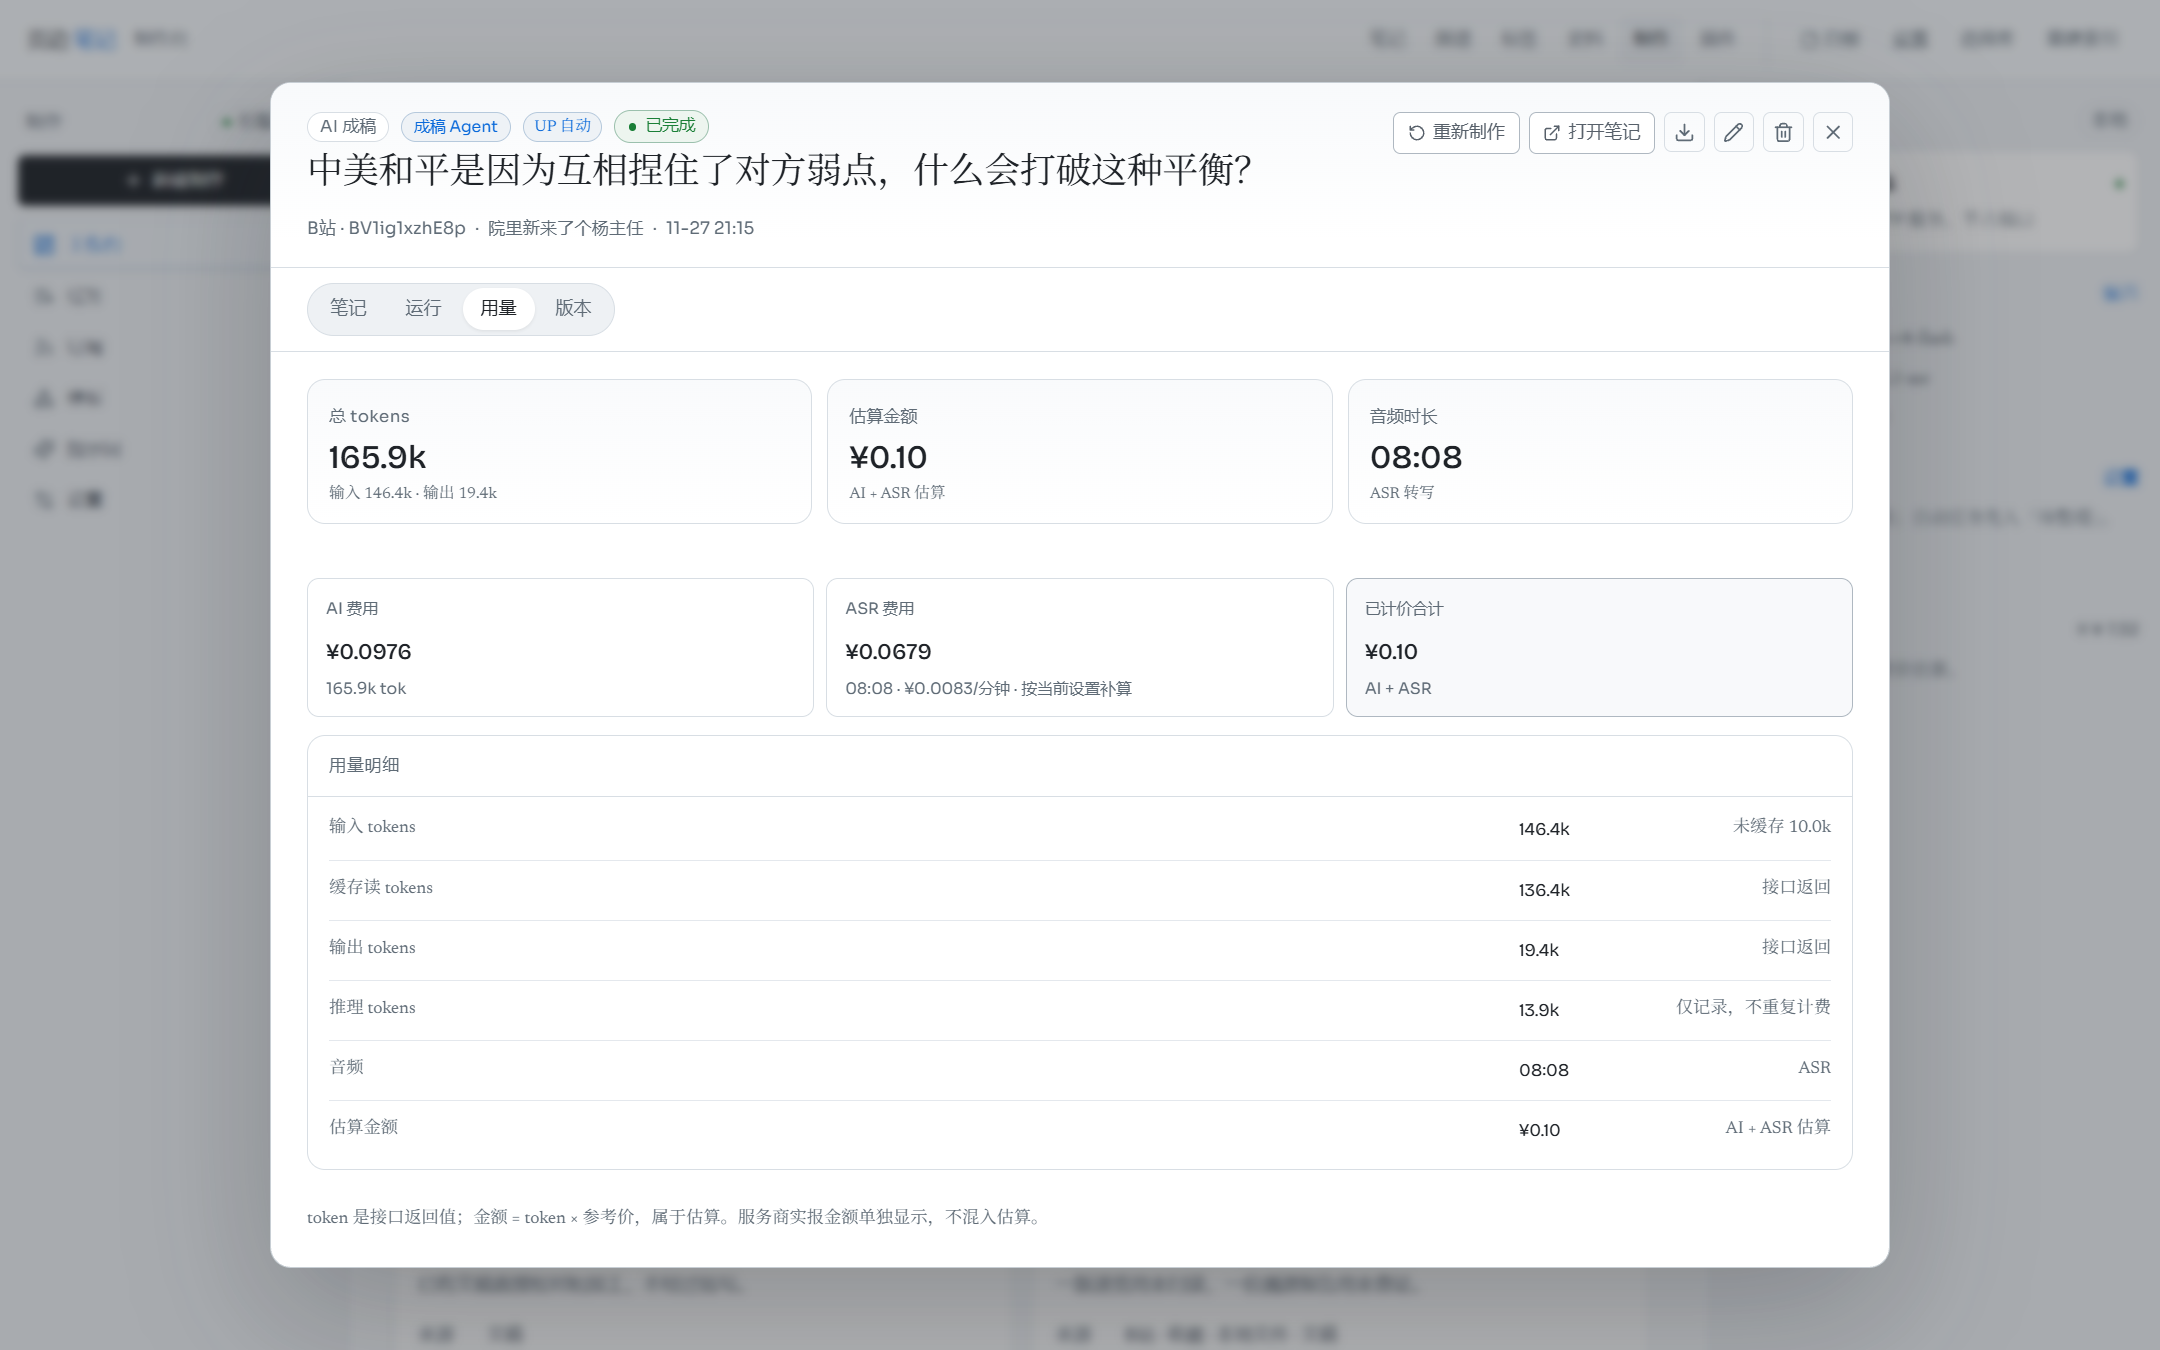 AI 成稿
成稿 Agent
UP 自动
已完成
重新制作
打开笔记
中美和平是因为互相捏住了对方弱点，什么会打破这种平衡？
B站 · BV1ig1xzhE8p · 院里新来了个杨主任 · 11-27 21:15
笔记
运行
用量
版本
总 tokens
165.9k
输入 146.4k · 输出 19.4k
估算金额
¥0.10
AI + ASR 估算
音频时长
08:08
ASR 转写
AI 费用
¥0.0976
165.9k tok
ASR 费用
¥0.0679
08:08 · ¥0.0083/分钟 · 按当前设置补算
已计价合计
¥0.10
AI + ASR
用量明细
输入 tokens 146.4k 未缓存 10.0k
缓存读 tokens 136.4k 接口返回
输出 tokens 19.4k 接口返回
推理 tokens 13.9k 仅记录，不重复计费
音频 08:08 ASR
估算金额 ¥0.10 AI + ASR 估算
token 是接口返回值；金额 = token × 参考价，属于估算。服务商实报金额单独显示，不混入估算。